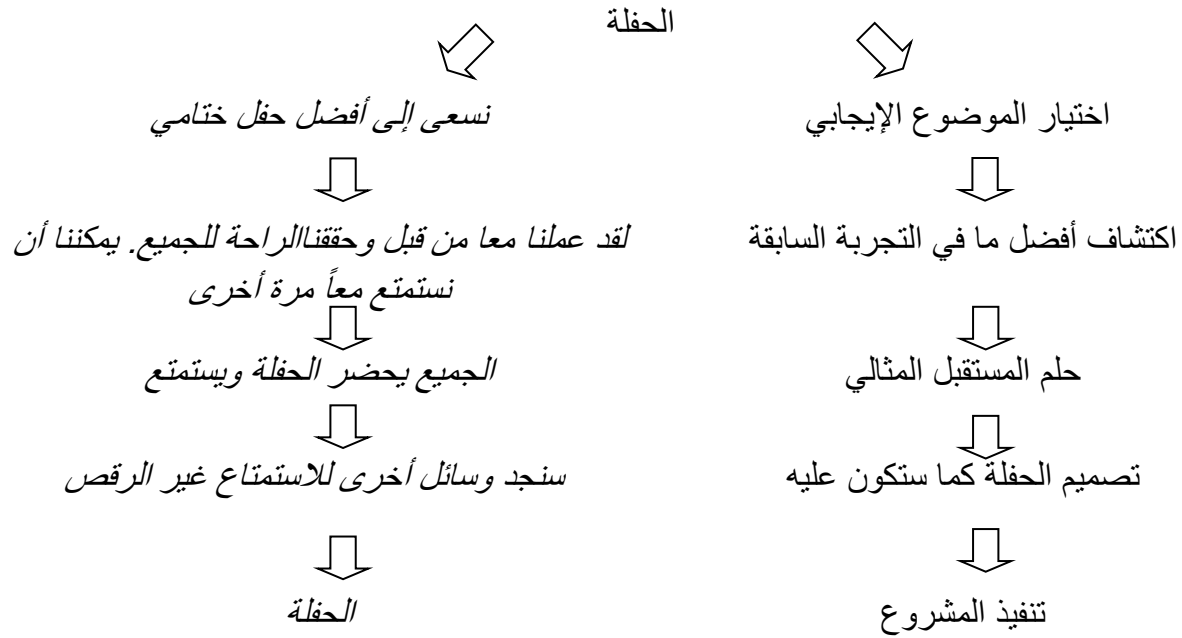 الحفلة
اختيار الموضوع الإيجابي
نسعى إلى أفضل حفل ختامي
اكتشاف أفضل ما في التجربة السابقة
لقد عملنا معا من قبل وحققناالراحة للجميع. يمكننا أن
نستمتع معاً مرة أخرى
حلم المستقبل المثالي
الجميع يحضر الحفلة ويستمتع
تصميم الحفلة كما ستكون عليه
سنجد وسائل أخرى للاستمتاع غير الرقص
تنفيذ المشروع
الحفلة